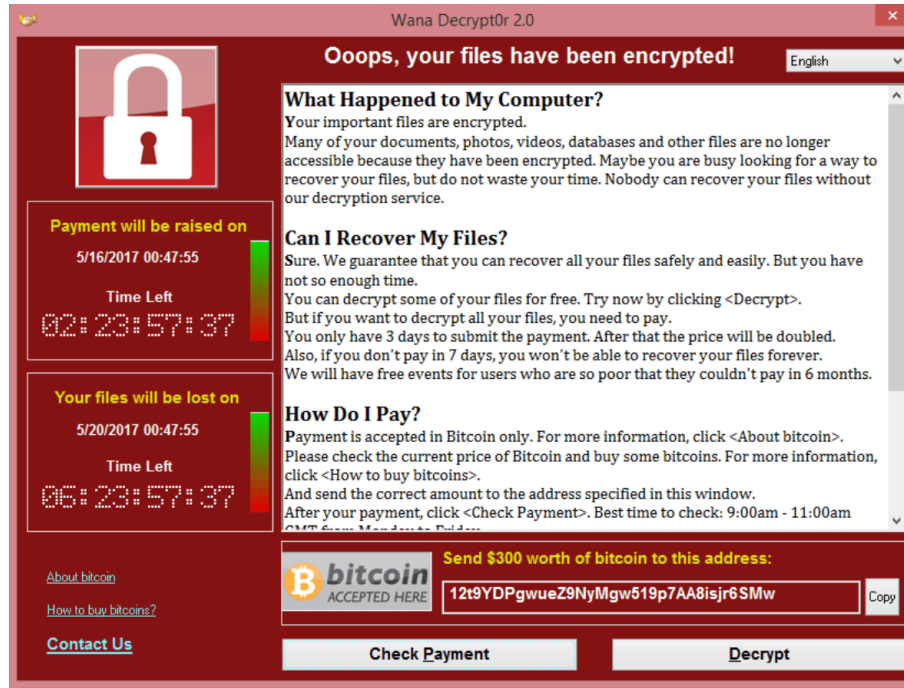 Wana Decrypt0r 2.0
Ooops, your files have been encrypted!
English
What Happened to My Computer?
Your important files are encrypted.
Many of your documents, photos, videos, databases and other files are no longer
accessible because they have been encrypted. Maybe you are busy looking for a way to
recover your files, but do not waste your time. Nobody can recover your files without
our decryption service.
Can I Recover My Files?
Sure. We guarantee that you can recover all your files safely and easily. But you have
not so enough time.
You can decrypt some of your files for free. Try now by clicking <Decrypt>.
But if you want to decrypt all your files, you need to pay.
You only have 3 days to submit the payment. After that the price will be doubled.
Also, if you don't pay in 7 days, you won't be able to recover your files forever.
We will have free events for users who are so poor that they couldn't pay in 6 months.
How Do I Pay?
Payment is accepted in Bitcoin only. For more information, click <About bitcoin>.
Please check the current price of Bitcoin and buy some bitcoins. For more information,
click <How to buy bitcoins>.
And send the correct amount to the address specified in this window.
After your payment, click <Check Payment>. Best time to check: 9:00am - 11:00am
GMT from Monday to Friday
Payment will be raised on
5/16/2017 00:47:55
Time Left
02:23:57:37
Your files will be lost on
5/20/2017 00:47:55
Time Left
06:23:57:37
About bitcoin
How to buy bitcoins?
Contact Us
bitcoin
ACCEPTED HERE
Send $300 worth of bitcoin to this address:
12t9YDPgwueZ9NyMgw519p7AA8isjr6SMw
Copy
Check Payment
Decrypt